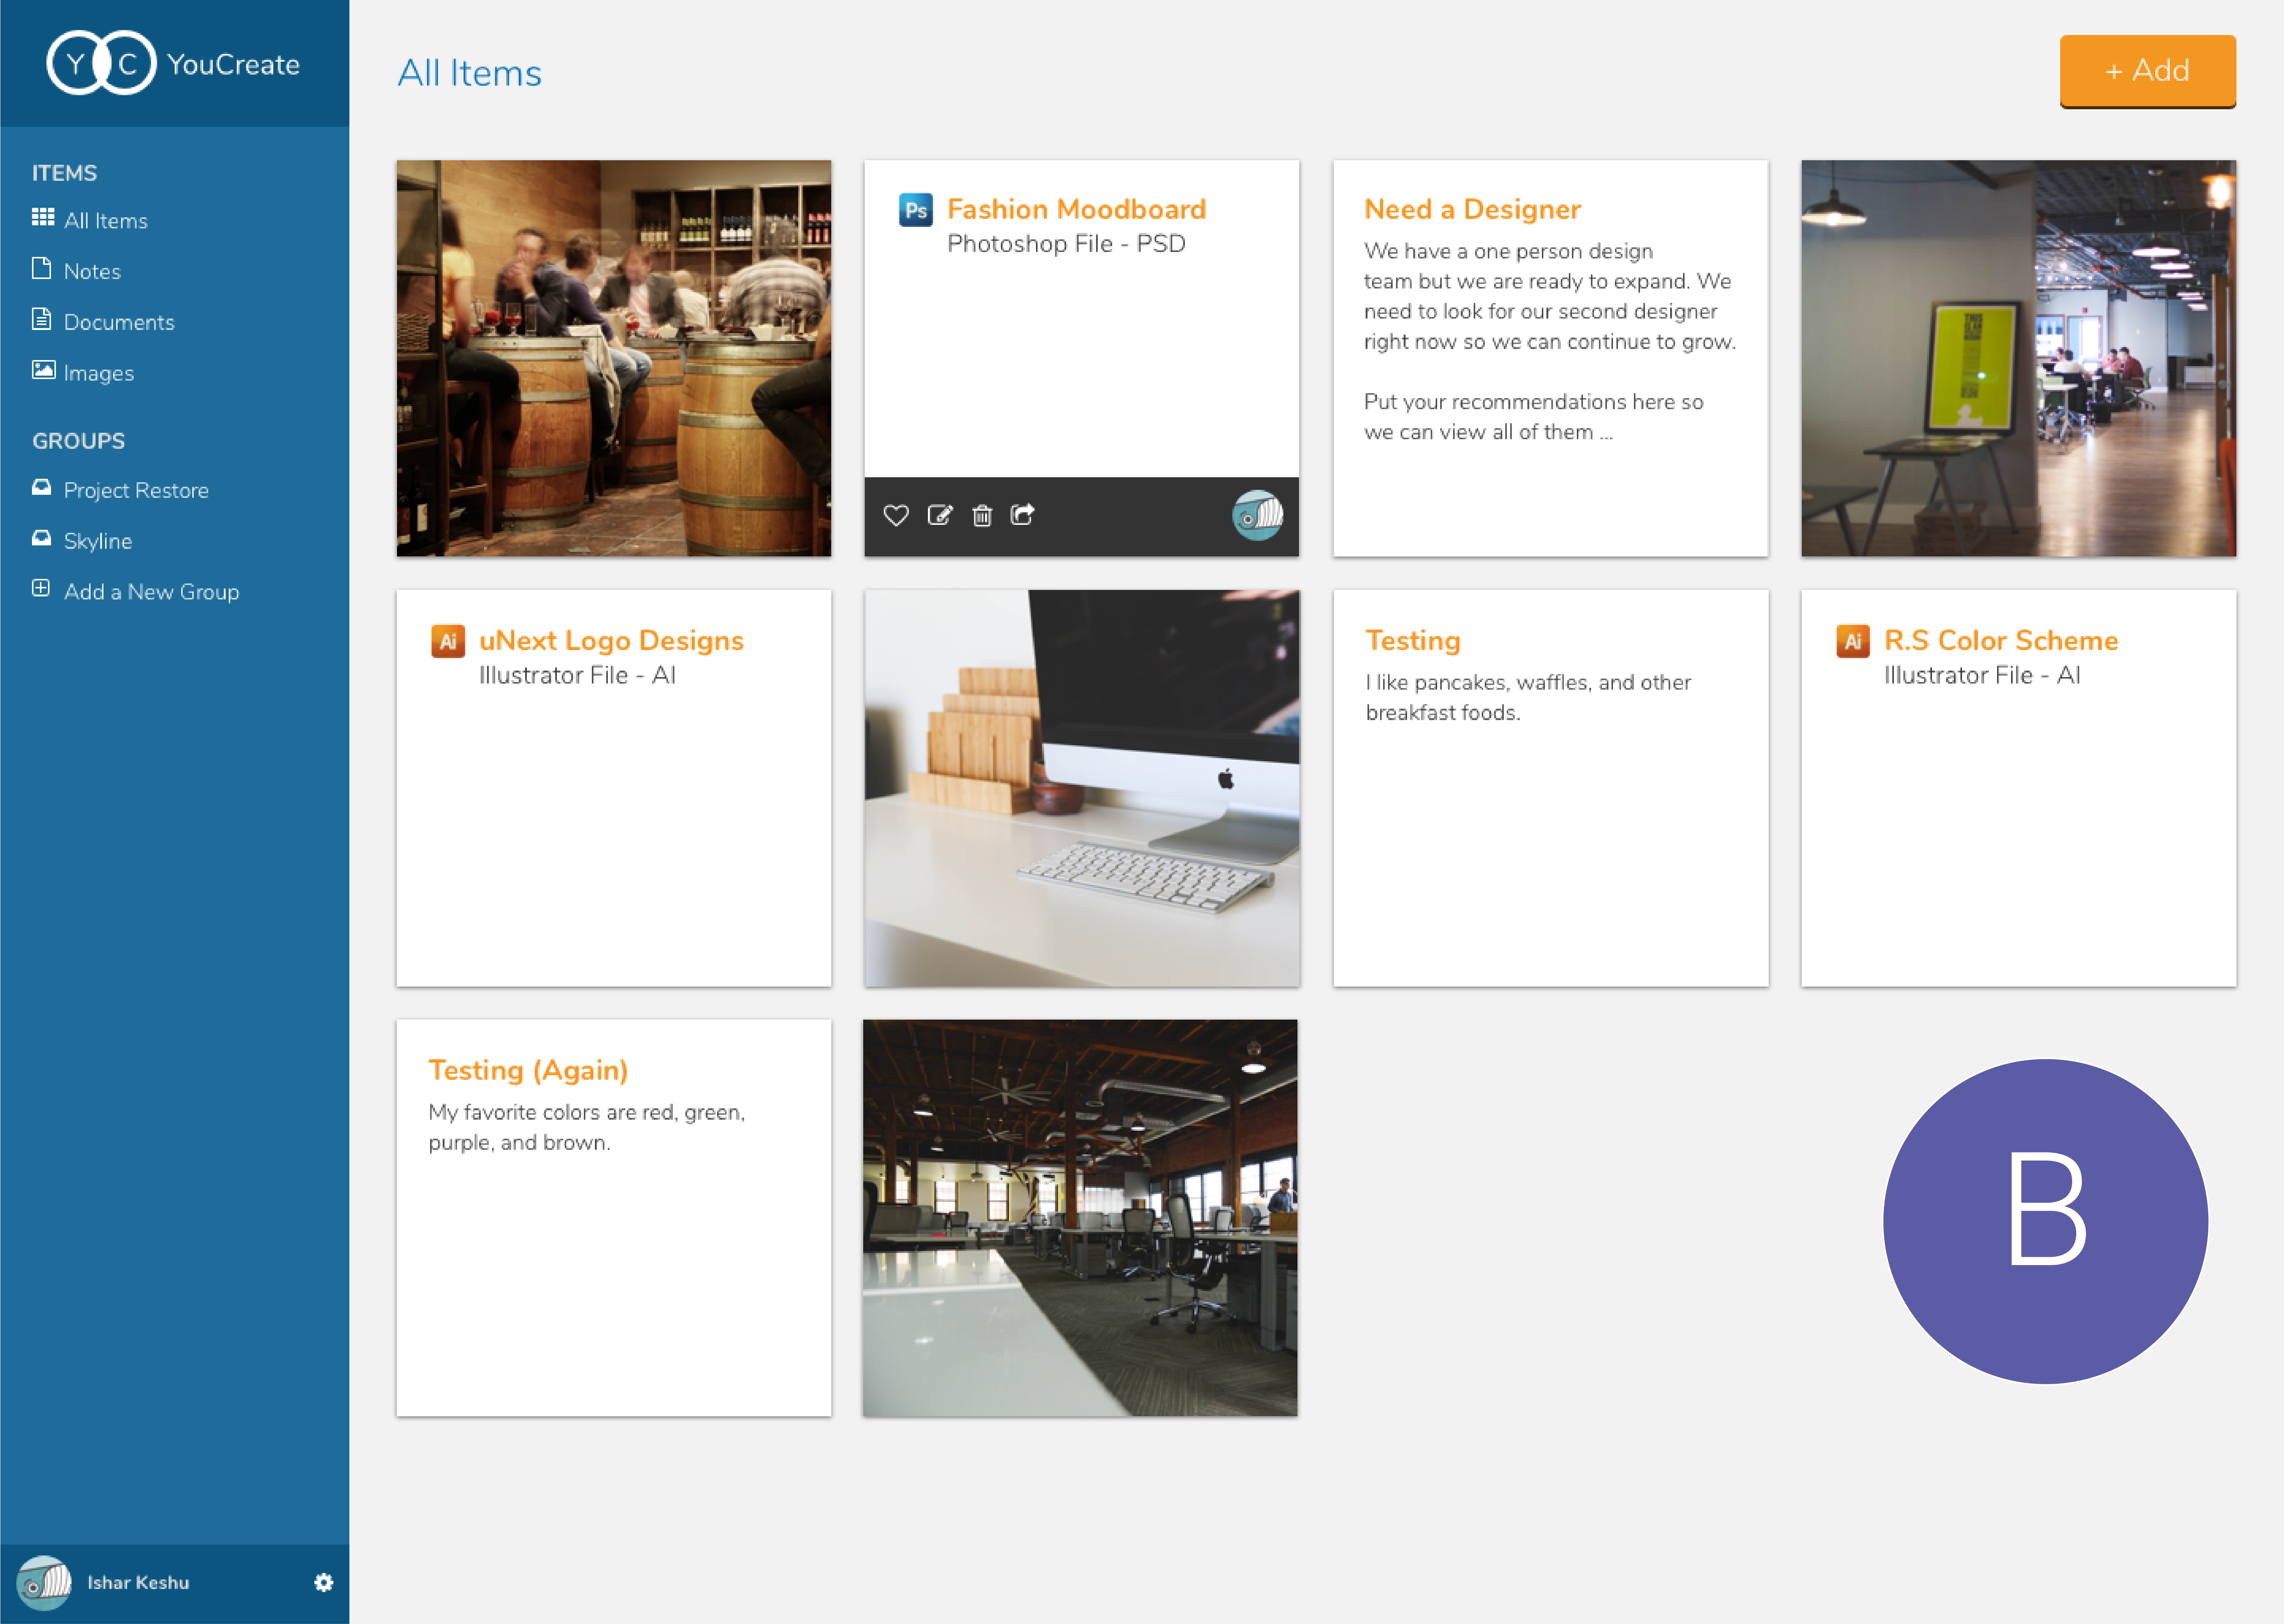 Y C YouCreate
ITEMS
All Items
Notes
Documents
Images
GROUPS
Project Restore
Skyline
Add a New Group
Ishar Keshu
All Items
+ Add
Ps Fashion Moodboard
Photoshop File - PSD
Need a Designer
We have a one person design
team but we are ready to expand. We
need to look for our second designer
right now so we can continue to grow.
Put your recommendations here so
we can view all of them ...
THIS
IS AN
Ai uNext Logo Designs
Illustrator File - AI
Testing
I like pancakes, waffles, and other
breakfast foods.
Ai R.S Color Scheme
Illustrator File - AI
Testing (Again)
My favorite colors are red, green,
purple, and brown.
B